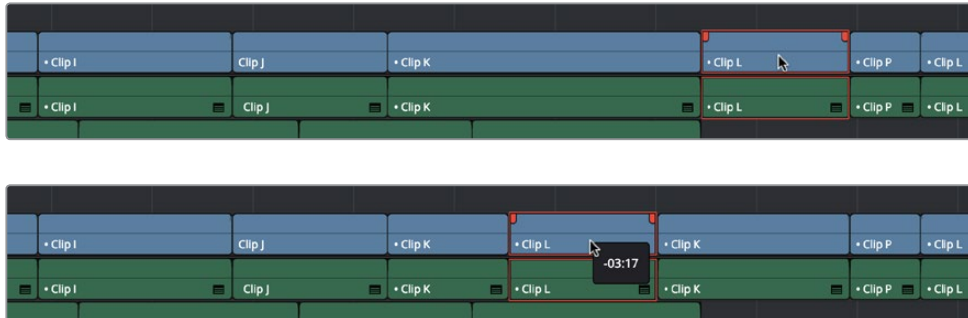 • Clip I Clip J • Clip K • Clip L • Clip P • Clip L
• Clip I Clip J • Clip K • Clip L • Clip P • Clip L
• Clip I Clip J • Clip K • Clip L • Clip K • Clip P • Clip L
-03:17
• Clip I Clip J • Clip K • Clip L • Clip K • Clip P • Clip L